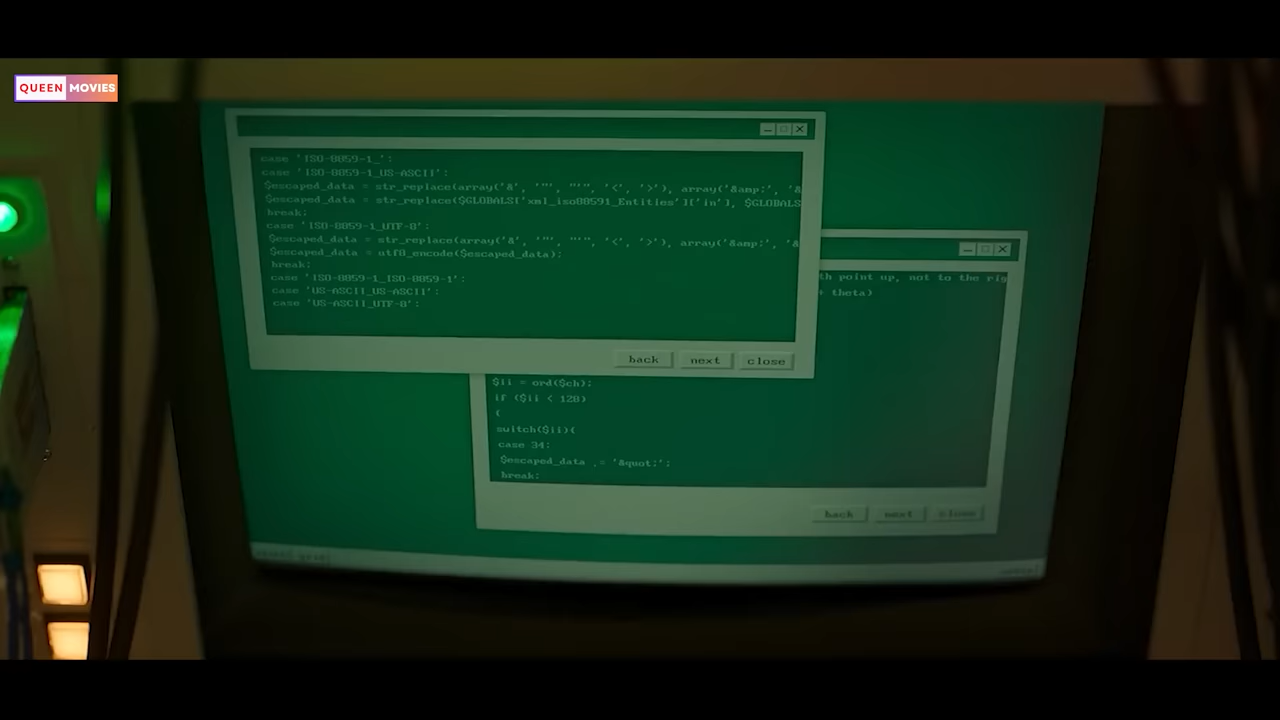 QUEEN MOVIES
case 'ISO-8859-1_':
case 'ISO-8859-1_US-ASCII':
$escaped_data = str_replace(array('&', '"', "'", '<', '>'), array('&amp;', '&
$escaped_data = str_replace($GLOBALS['xml_iso88591_Entities']['in'], $GLOBALS
break;
case 'ISO-8859-1_UTF-8':
$escaped_data = str_replace(array('&', '"', "'", '<', '>'), array('&amp;', '&
$escaped_data = utf8_encode($escaped_data);
break;
case 'ISO-8859-1_ISO-8859-1':
case 'US-ASCII_US-ASCII':
case 'US-ASCII_UTF-8':
back next close
th point up, not to the rig
+ theta)
$ii = ord($ch);
if ($ii < 128)
{
switch($ii){
case 34:
$escaped_data .= '&quot;';
break;
back next close